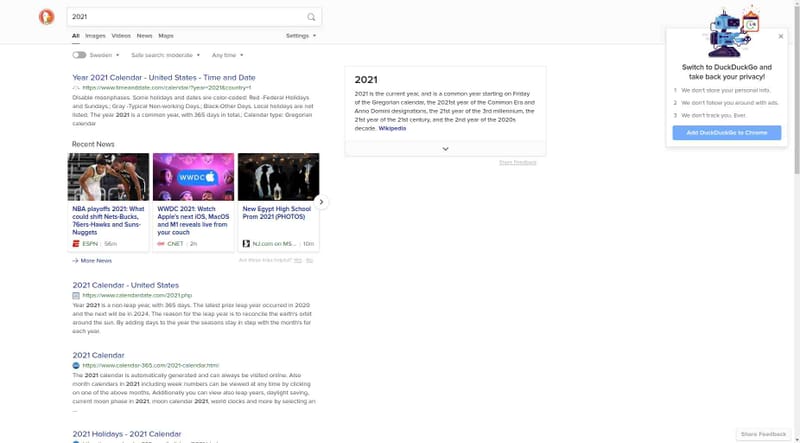 2021
All Images Videos News Maps Settings
Sweden Safe search: moderate Any time
Year 2021 Calendar - United States - Time and Date
https://www.timeanddate.com/calendar/?year=2021&country=1
Disable moonphases. Some holidays and dates are color-coded: Red -Federal Holidays
and Sundays.; Gray -Typical Non-working Days.; Black-Other Days. Local holidays are not
listed. The year 2021 is a common year, with 365 days in total.; Calendar type: Gregorian
calendar
Recent News
WWDC
NBA playoffs 2021: What
could shift Nets-Bucks,
76ers-Hawks and Suns-
Nuggets
ESPN | 56m
WWDC 2021: Watch
Apple's next iOS, MacOS
and M1 reveals live from
your couch
CNET | 2h
New Egypt High School
Prom 2021 (PHOTOS)
NJ.com on MS... | 10m
More News
Are these links helpful? Yes No
2021 Calendar - United States
https://www.calendardate.com/2021.php
Year 2021 is a non-leap year, with 365 days. The latest prior leap year occurred in 2020
and the next will be in 2024. The reason for the leap year is to reconcile the earth's orbit
around the sun. By adding days to the year the seasons stay in step with the month's for
each year.
2021 Calendar
https://www.calendar-365.com/2021-calendar.html
The 2021 calendar is automatically generated and can always be visited online. Also
month calendars in 2021 including week numbers can be viewed at any time by clicking
on one of the above months. Additionally you can view also leap years, daylight saving,
current moon phase in 2021, moon calendar 2021, world clocks and more by selecting an
...
2021 Holidays - 2021 Calendar
2021
2021 is the current year, and is a common year starting on Friday
of the Gregorian calendar, the 2021st year of the Common Era and
Anno Domini designations, the 21st year of the 3rd millennium, the
21st year of the 21st century, and the 2nd year of the 2020s
decade. Wikipedia
Share Feedback
Switch to DuckDuckGo and
take back your privacy!
1 We don't store your personal info.
2 We don't follow you around with ads.
3 We don't track you. Ever.
Add DuckDuckGo to Chrome
Share Feedback